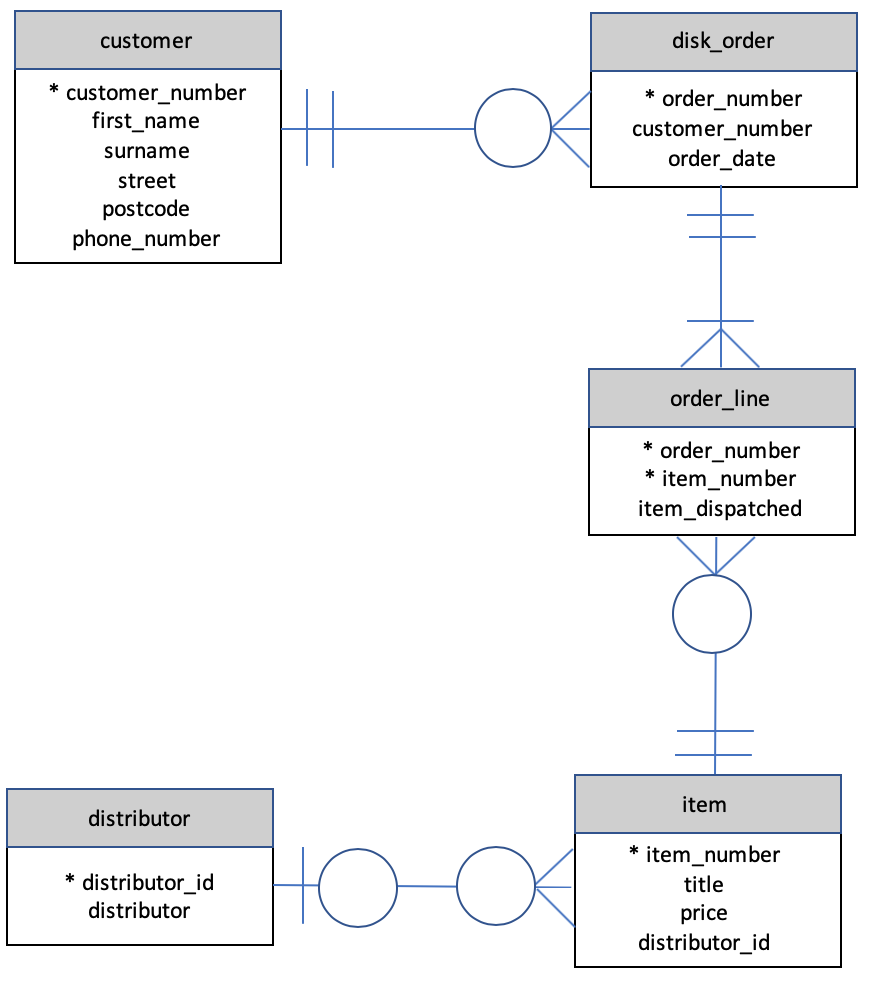 customer
* customer_number
first_name
surname
street
postcode
phone_number
disk_order
* order_number
customer_number
order_date
order_line
* order_number
* item_number
item_dispatched
distributor
* distributor_id
distributor
item
* item_number
title
price
distributor_id